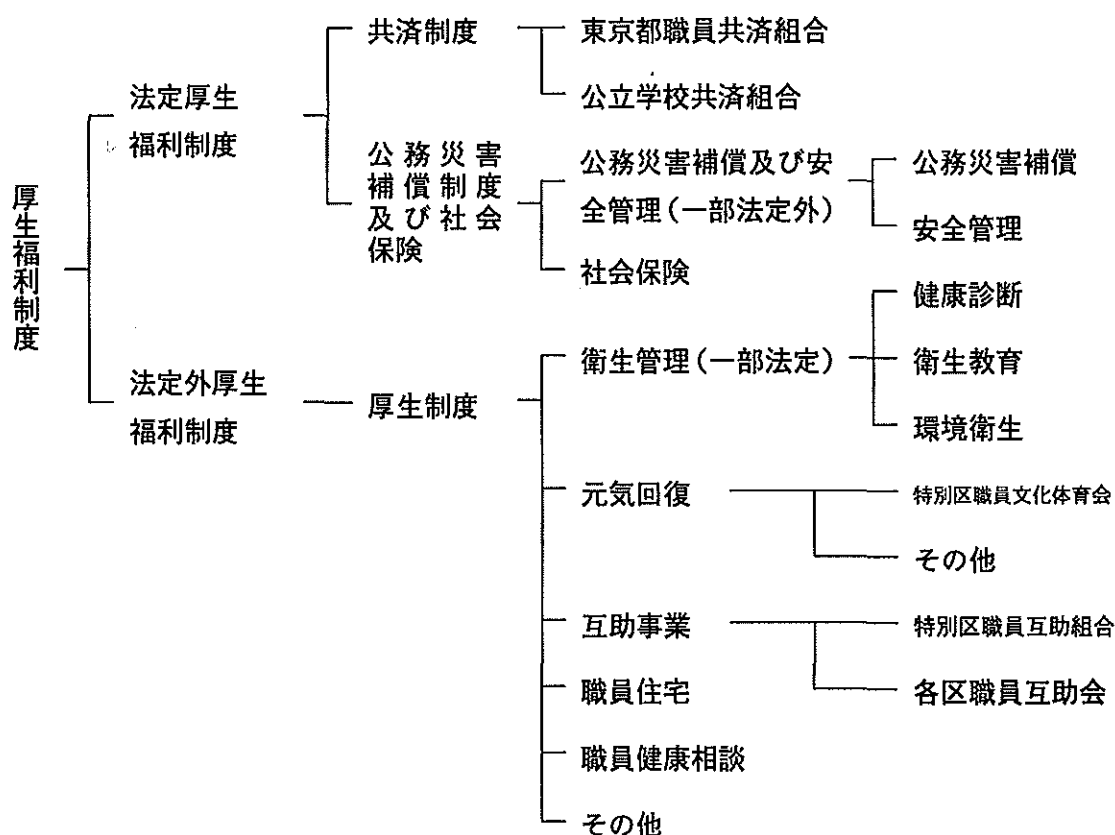 厚生福利制度
法定厚生
福利制度
共済制度
東京都職員共済組合
公立学校共済組合
公務災害
補償制度
及び社会
保険
公務災害補償及び安
全管理（一部法定外）
公務災害補償
安全管理
社会保険
法定外厚生
福利制度
厚生制度
衛生管理（一部法定）
健康診断
衛生教育
環境衛生
元気回復
特別区職員文化体育会
その他
互助事業
特別区職員互助組合
各区職員互助会
職員住宅
職員健康相談
その他